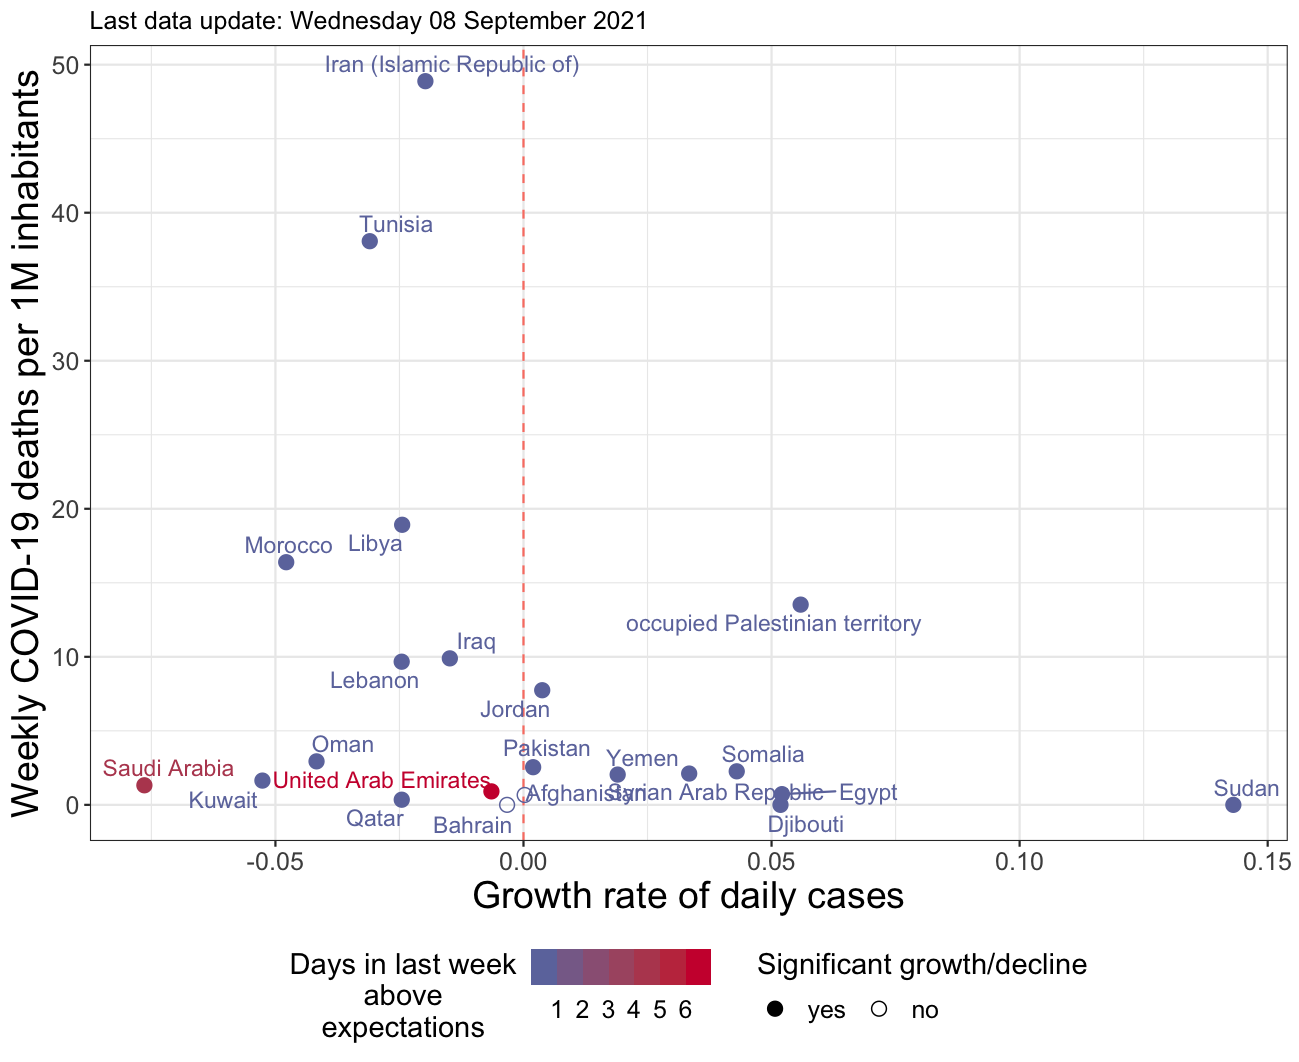 Last data update: Wednesday 08 September 2021
Weekly COVID-19 deaths per 1M inhabitants
50
40
30
20
10
0
Iran (Islamic Republic of)
Tunisia
Libya
Morocco
occupied Palestinian territory
Iraq
Lebanon
Jordan
Oman
Pakistan
Yemen
Somalia
Saudi Arabia
United Arab Emirates
Kuwait
Afghanistan
Syrian Arab Republic
Egypt
Sudan
Qatar
Bahrain
Djibouti
-0.05
0.00
0.05
0.10
0.15
Growth rate of daily cases
Days in last week
above
expectations
1 2 3 4 5 6
Significant growth/decline
yes
no